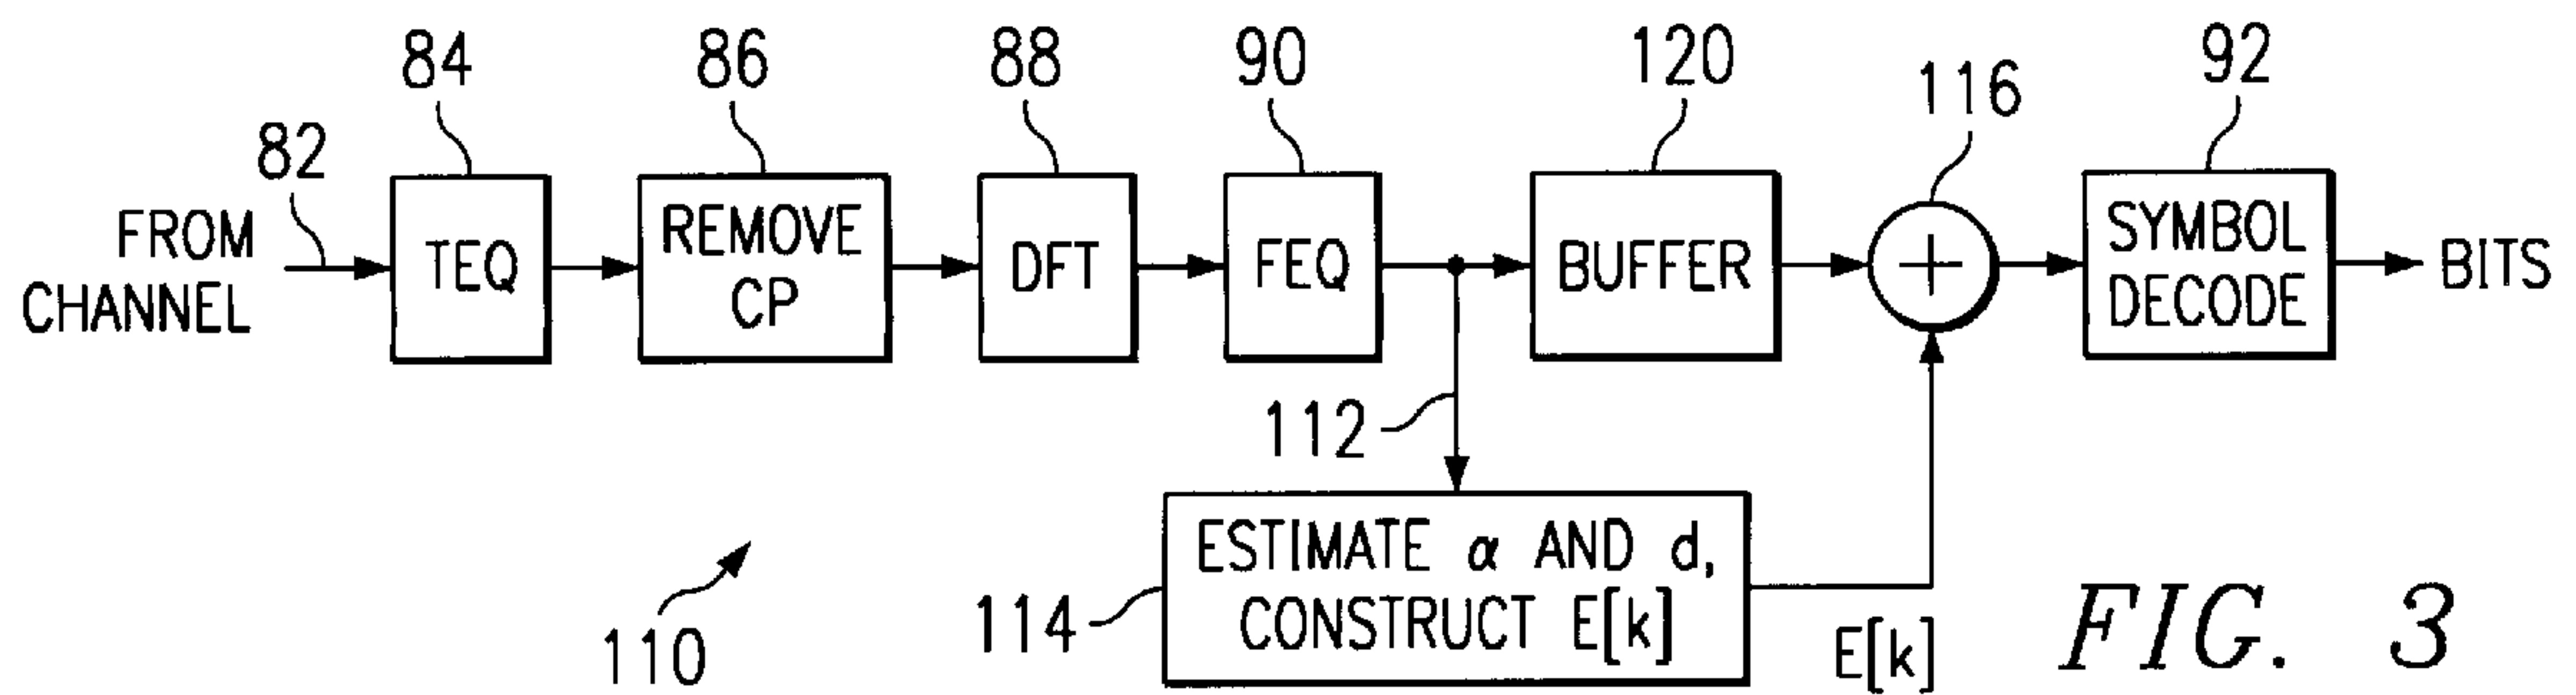 84
86
88
90
120
116
92
82
FROM
CHANNEL
TEQ
REMOVE
CP
DFT
FEQ
BUFFER
+
SYMBOL
DECODE
BITS
112
ESTIMATE α AND d,
CONSTRUCT E[k]
114
110
E[k]
FIG. 3